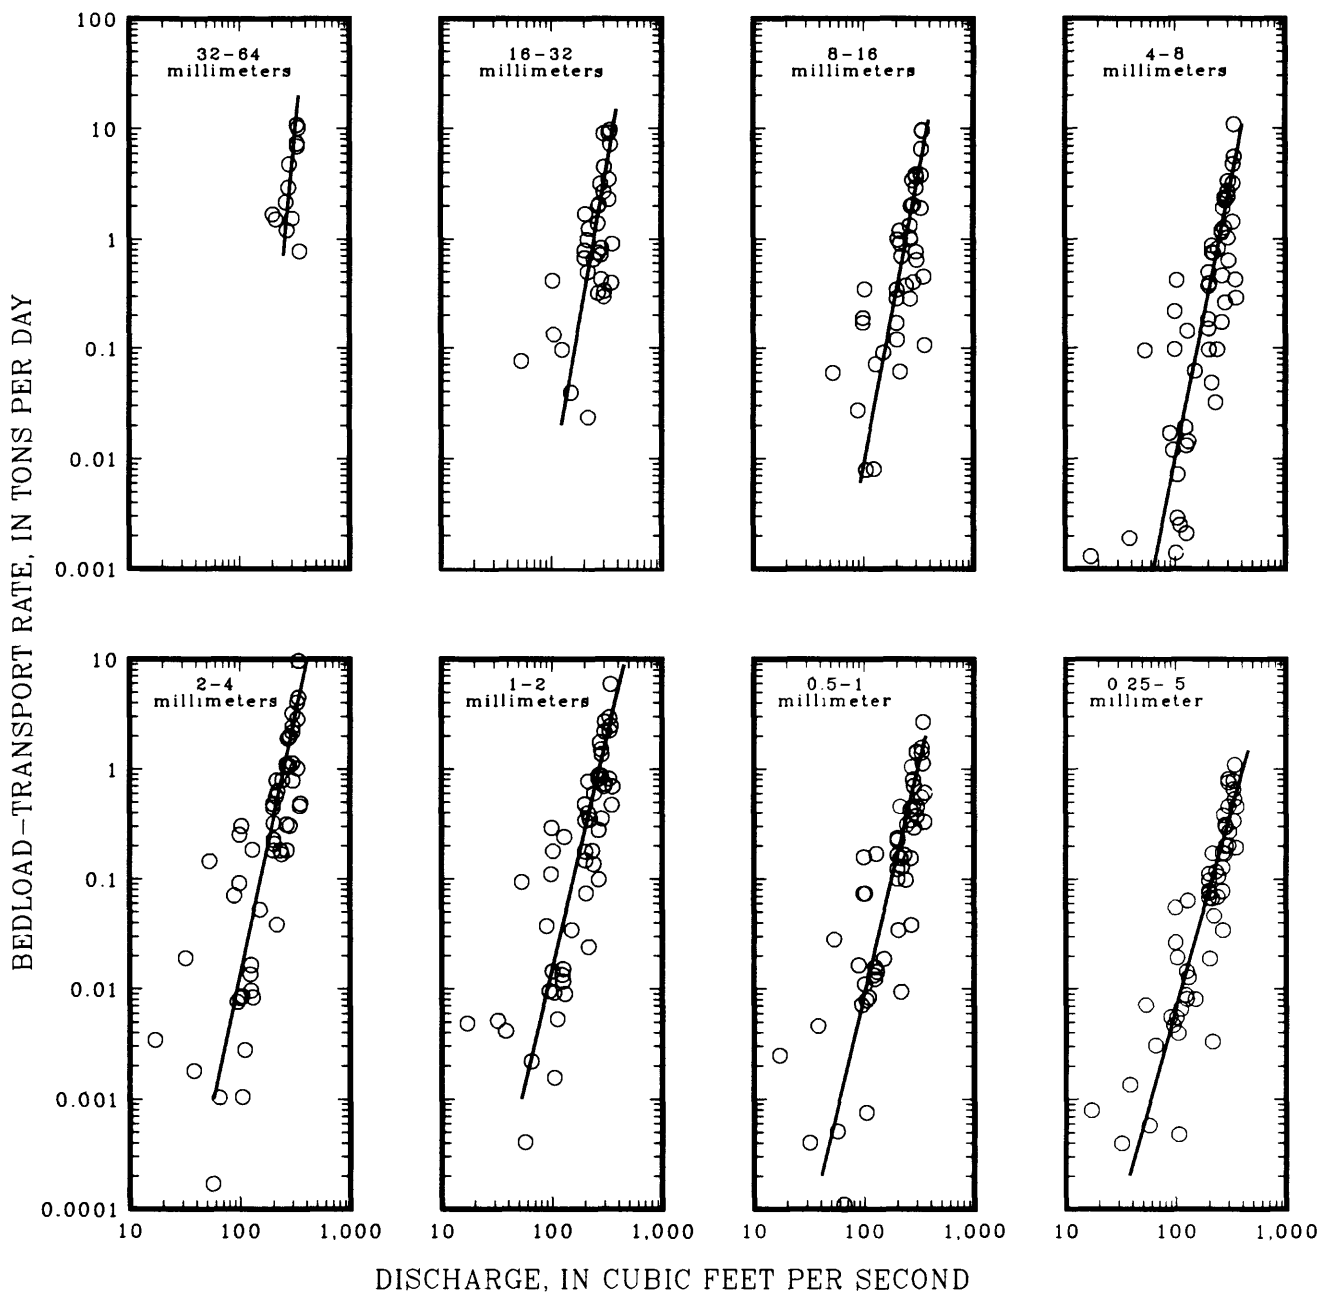 BEDLOAD-TRANSPORT RATE, IN TONS PER DAY
100
10
1
0.1
0.01
0.001
32-64
millimeters
16-32
millimeters
8-16
millimeters
4-8
millimeters
10
1
0.1
0.01
0.001
0.0001
2-4
millimeters
1-2
millimeters
0.5-1
millimeter
0 25-5
millimeter
10 100 1,000
10 100 1,000
10 100 1,000
10 100 1,000
DISCHARGE, IN CUBIC FEET PER SECOND